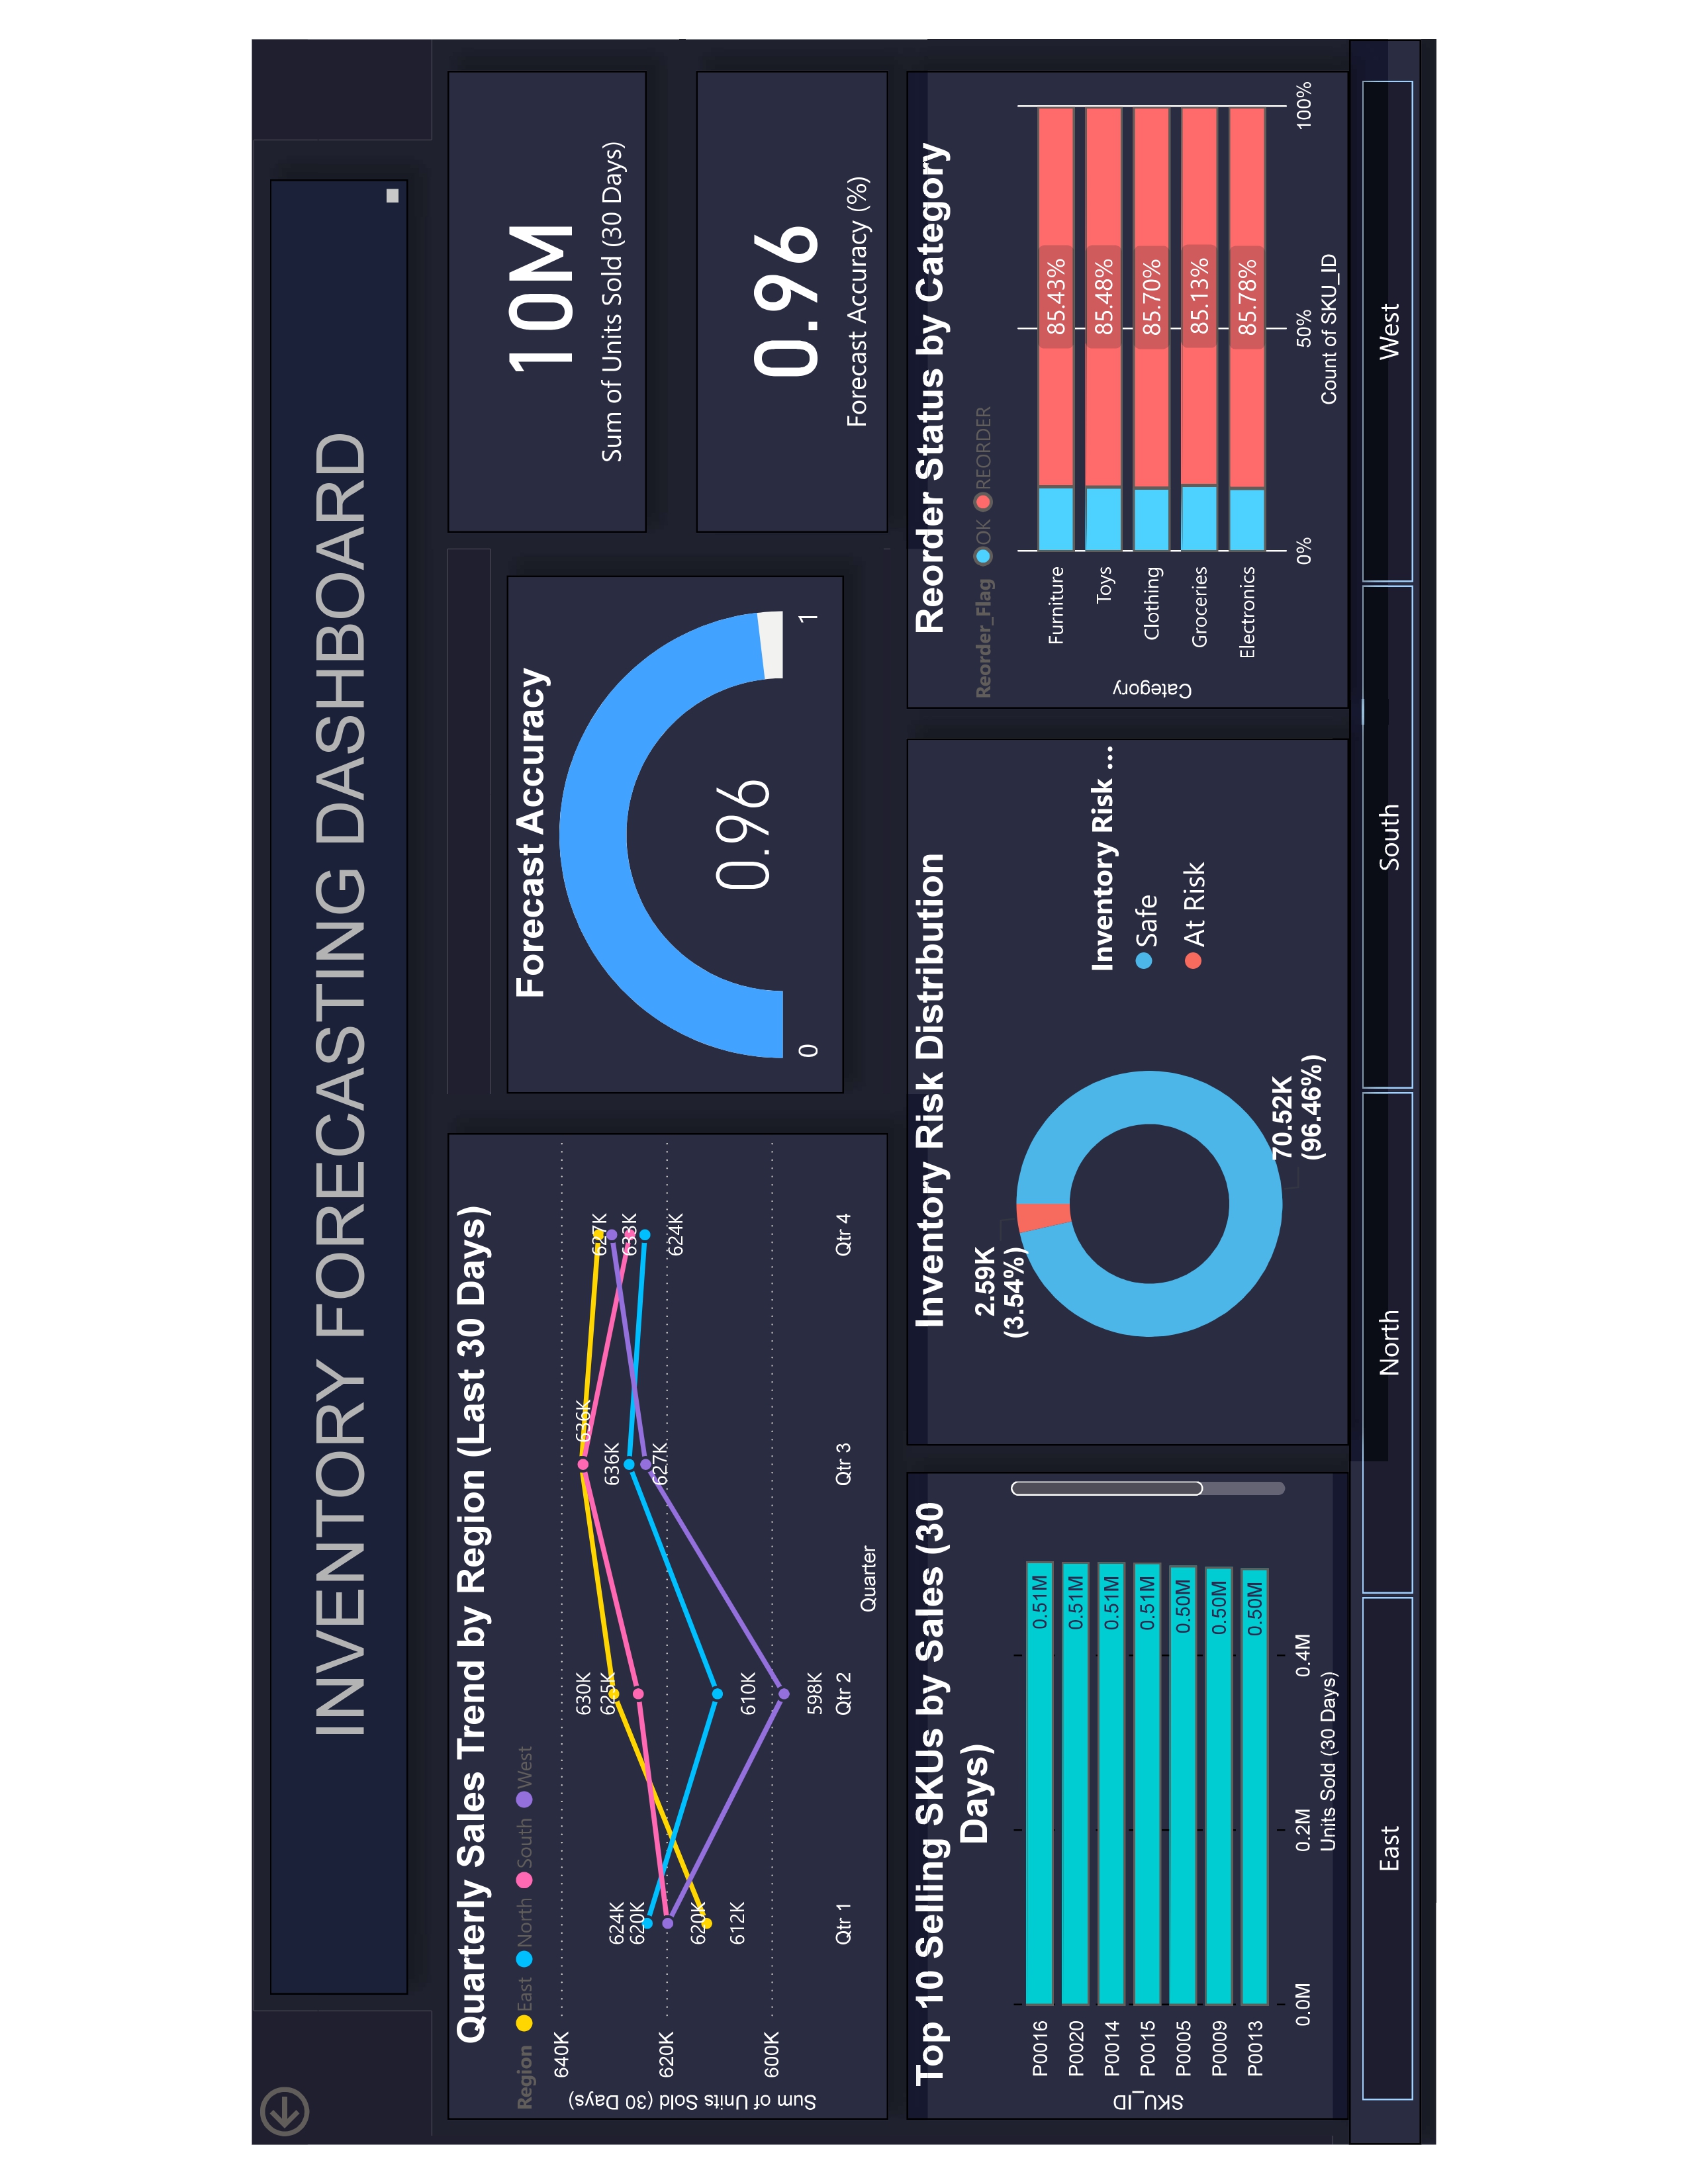 INVENTORY FORECASTING DASHBOARD
Quarterly Sales Trend by Region (Last 30 Days)
Region East North South West
Sum of Units Sold (30 Days)
640K
620K
600K
624K
620K
620K
612K
630K
625K
610K
598K
636K
636K
627K
627K
633K
624K
Qtr 1 Qtr 2 Qtr 3 Qtr 4
Quarter
Forecast Accuracy
0.96
0 1
10M
Sum of Units Sold (30 Days)
0.96
Forecast Accuracy (%)
Top 10 Selling SKUs by Sales (30
Days)
SKU_ID
P0016 0.51M
P0020 0.51M
P0014 0.51M
P0015 0.51M
P0005 0.50M
P0009 0.50M
P0013 0.50M
0.0M 0.2M 0.4M
Units Sold (30 Days)
Inventory Risk Distribution
2.59K
(3.54%)
70.52K
(96.46%)
Inventory Risk ...
Safe
At Risk
Reorder Status by Category
Reorder_Flag OK REORDER
Category
Furniture 85.43%
Toys 85.48%
Clothing 85.70%
Groceries 85.13%
Electronics 85.78%
0% 50% 100%
Count of SKU_ID
East North South West